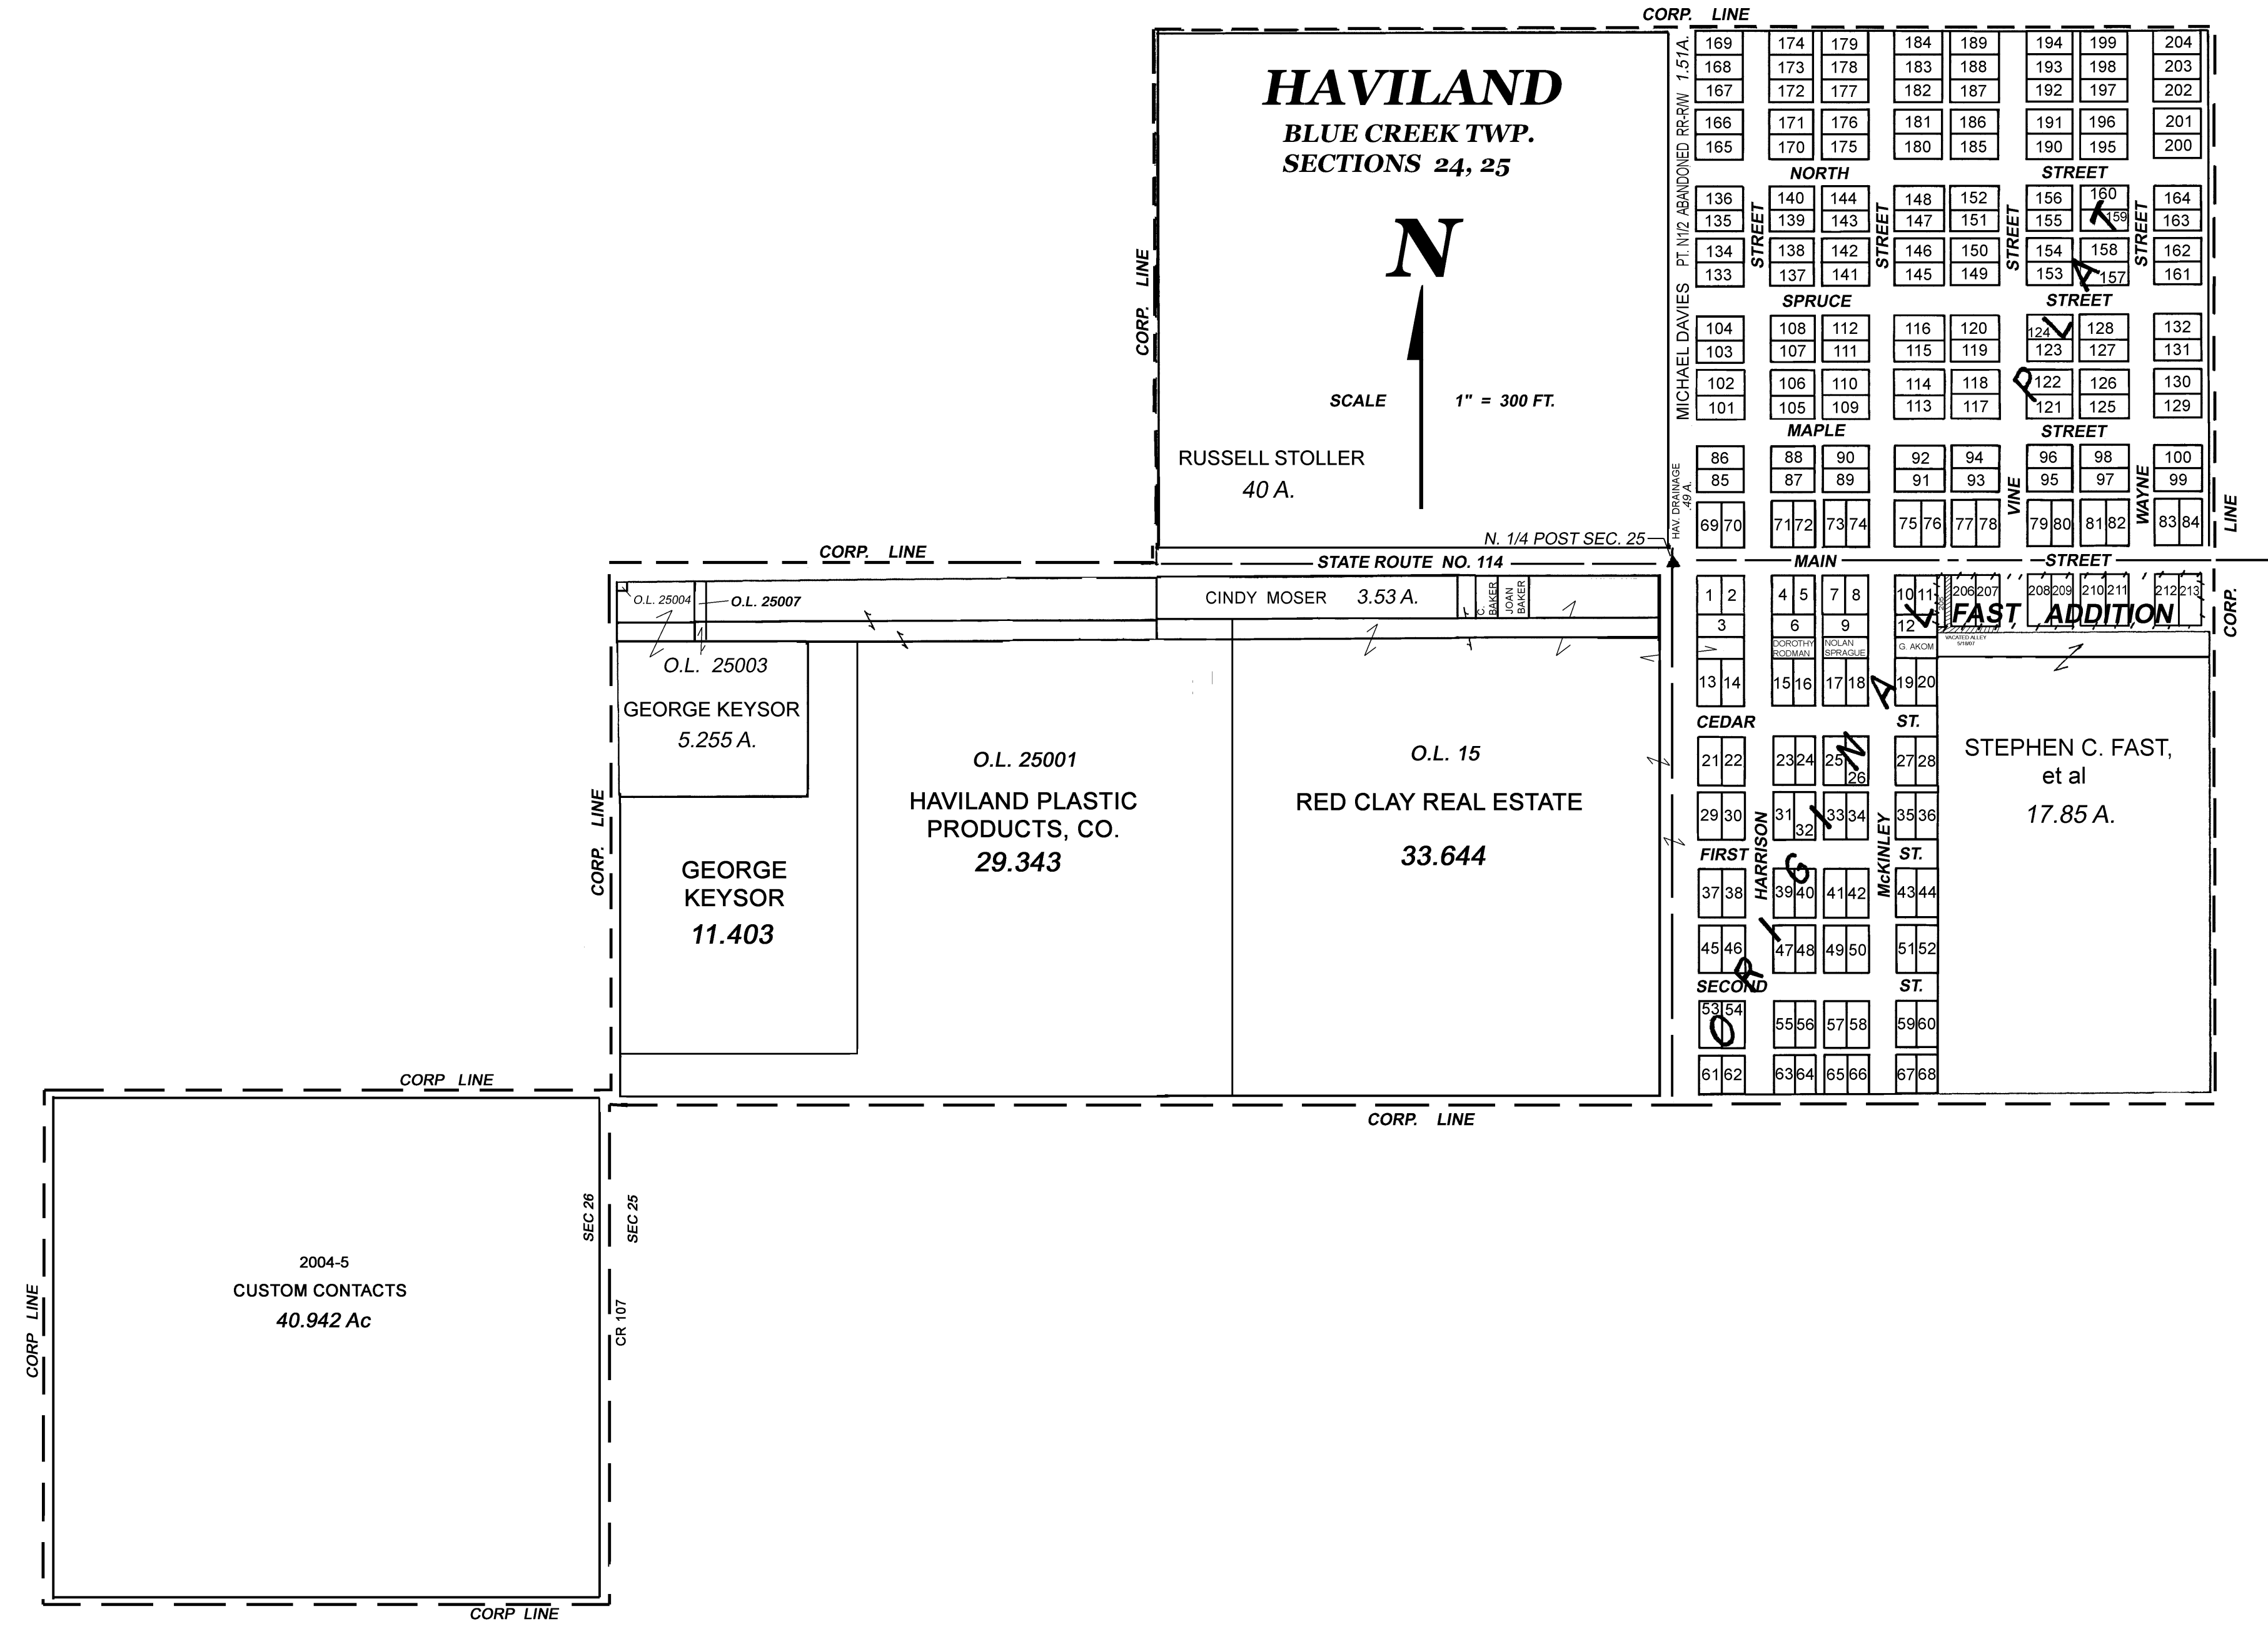 CORP. LINE
HAVILAND
BLUE CREEK TWP.
SECTIONS 24, 25
N
SCALE 1" = 300 FT.
RUSSELL STOLLER
40 A.
CORP. LINE
N. 1/4 POST SEC. 25
STATE ROUTE NO. 114
MICHAEL DAVIES PT. N1/2 ABANDONED RR-R/W 1.51A.
HAV. DRAINAGE
.49 A.
169 174 179 184 189 194 199 204
168 173 178 183 188 193 198 203
167 172 177 182 187 192 197 202
166 171 176 181 186 191 196 201
165 170 175 180 185 190 195 200
NORTH STREET
136 140 144 148 152 156 160 164
135 139 143 147 151 155 159 163
134 138 142 146 150 154 158 162
133 137 141 145 149 153 157 161
STREET STREET STREET STREET
SPRUCE STREET
104 108 112 116 120 124 128 132
103 107 111 115 119 123 127 131
102 106 110 114 118 122 126 130
101 105 109 113 117 121 125 129
MAPLE STREET
86 88 90 92 94 96 98 100
85 87 89 91 93 95 97 99
69 70 71 72 73 74 75 76 77 78 79 80 81 82 83 84
VINE
WAYNE
LINE
MAIN STREET
CORP.
CORP. LINE
O.L. 25004
O.L. 25007
CINDY MOSER 3.53 A.
C. BAKER
JOAN BAKER
1 2 4 5 7 8 10 11 205 206 207 208 209 210 211 212 213
FAST ADDITION
3 6 9 12
VACATED ALLEY
5/18/07
DOROTHY RODMAN
NOLAN SPRAGUE
G. AKOM
13 14 15 16 17 18 19 20
CEDAR ST.
21 22 23 24 25 26 27 28
29 30 31 32 33 34 35 36
HARRISON
McKINLEY
FIRST ST.
37 38 39 40 41 42 43 44
45 46 47 48 49 50 51 52
SECOND ST.
53 54 55 56 57 58 59 60
61 62 63 64 65 66 67 68
ORIGINAL PLAT
STEPHEN C. FAST,
et al
17.85 A.
O.L. 25003
GEORGE KEYSOR
5.255 A.
GEORGE
KEYSOR
11.403
O.L. 25001
HAVILAND PLASTIC
PRODUCTS, CO.
29.343
O.L. 15
RED CLAY REAL ESTATE
33.644
CORP. LINE
CORP. LINE
CORP LINE
SEC 26
SEC 25
CR 107
2004-5
CUSTOM CONTACTS
40.942 Ac
CORP LINE
CORP LINE